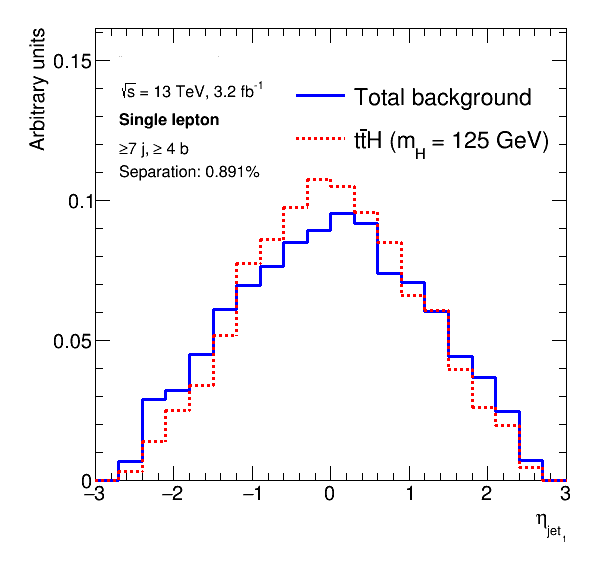 Arbitrary units
0.15
√s = 13 TeV, 3.2 fb⁻¹
Single lepton
≥7 j, ≥ 4 b
Separation: 0.891%
Total background
tt̄H (m_H = 125 GeV)
0.1
0.05
0
−3 −2 −1 0 1 2 3
η_jet₁